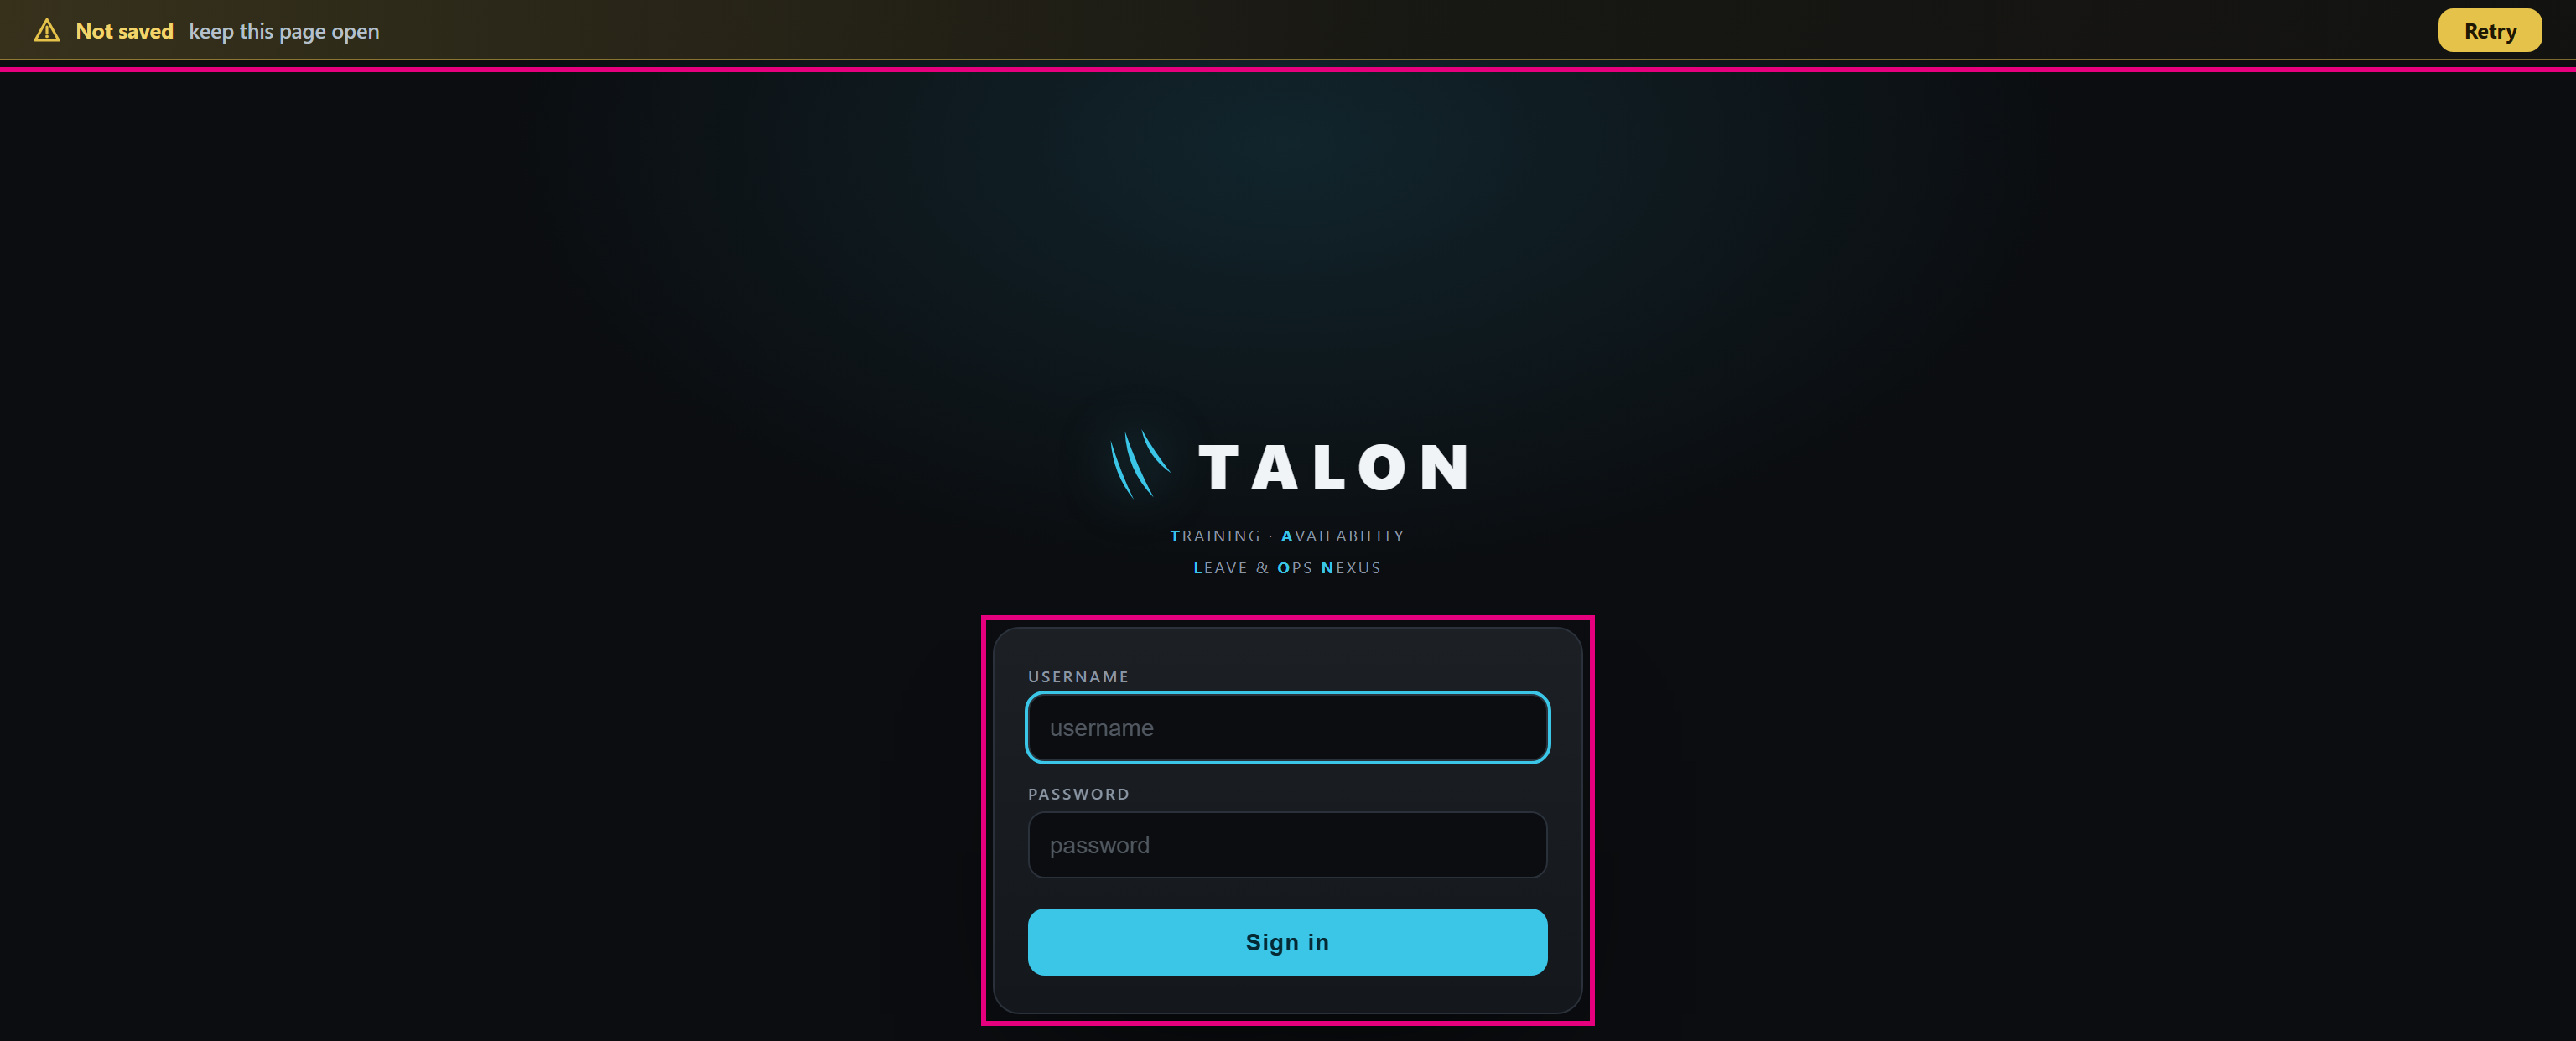 Not saved keep this page open
Retry
TALON
TRAINING · AVAILABILITY
LEAVE & OPS NEXUS
USERNAME
username
PASSWORD
password
Sign in